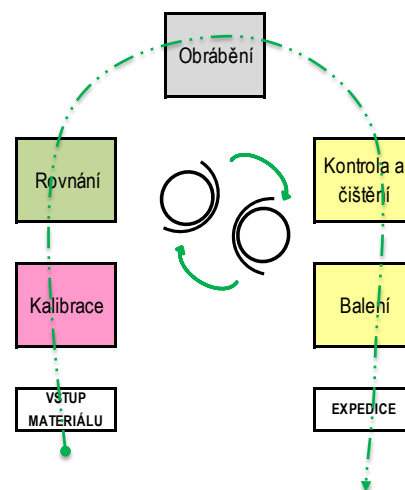 Obrábění
Rovnání
Kontrola a
čištění
Kalibrace
Balení
VSTUP
MATERIÁLU
EXPEDICE